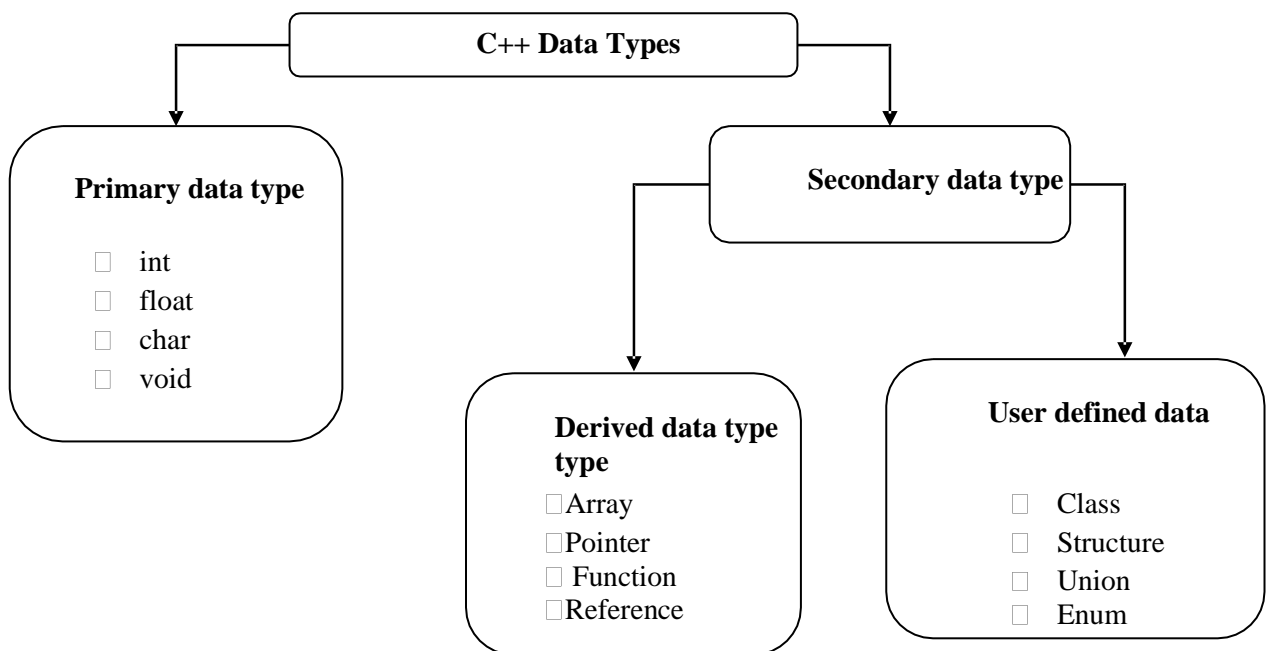 C++ Data Types
Primary data type
int
float
char
void
Secondary data type
Derived data type
type
Array
Pointer
Function
Reference
User defined data
Class
Structure
Union
Enum